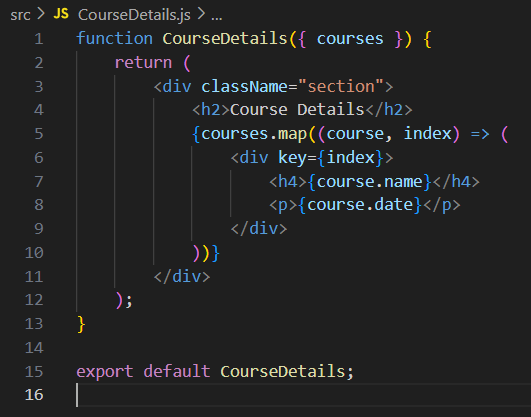 src > JS CourseDetails.js > ...
1 function CourseDetails({ courses }) {
2     return (
3         <div className="section">
4             <h2>Course Details</h2>
5             {courses.map((course, index) => (
6                 <div key={index}>
7                     <h4>{course.name}</h4>
8                     <p>{course.date}</p>
9                 </div>
10             ))}
11         </div>
12     );
13 }
14
15 export default CourseDetails;
16